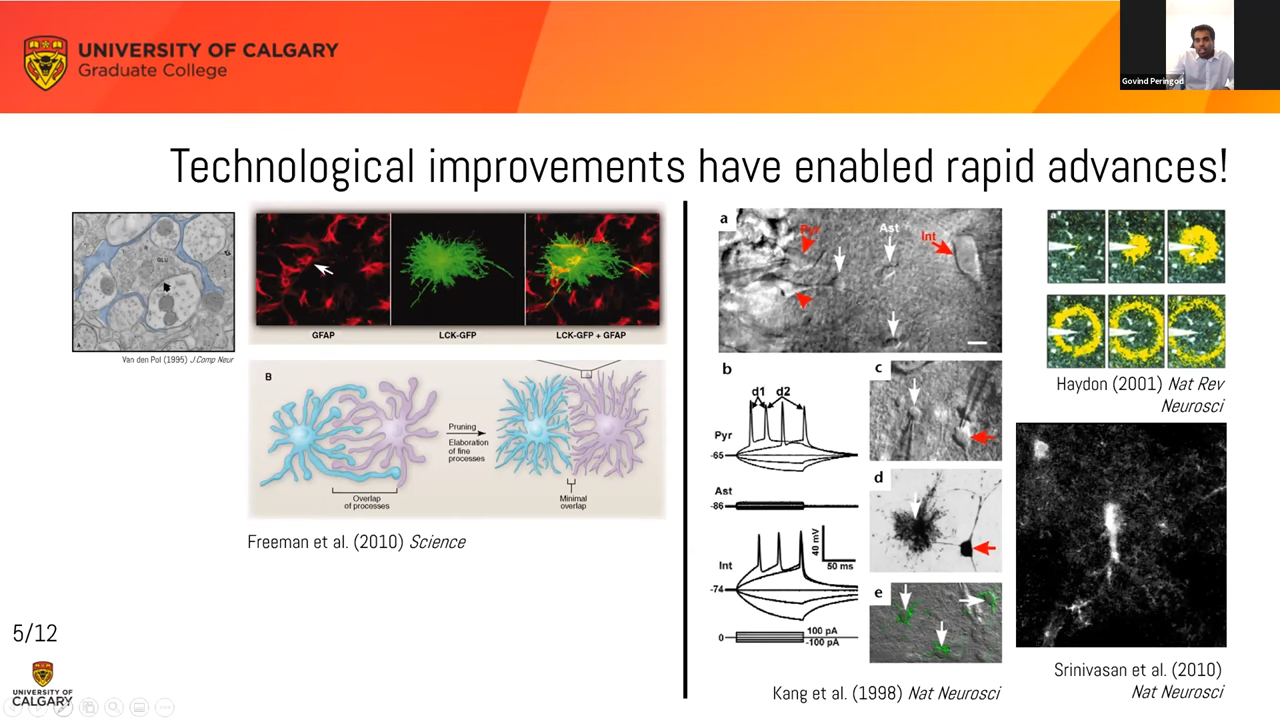 UNIVERSITY OF CALGARY
Graduate College
Govind Peringod
Technological improvements have enabled rapid advances!
GLU
Van den Pol (1995) J Comp Neur
GFAP
LCK-GFP
LCK-GFP + GFAP
B
Pruning
Elaboration
of fine
processes
Overlap
of processes
Minimal
overlap
Freeman et al. (2010) Science
a
Pyr
Ast
Int
b
d1
d2
Pyr
-65
Ast
-86
40 mV
50 ms
Int
-74
0
100 pA
-100 pA
c
d
e
Kang et al. (1998) Nat Neurosci
a
Haydon (2001) Nat Rev
Neurosci
Srinivasan et al. (2010)
Nat Neurosci
5/12
UNIVERSITY OF
CALGARY